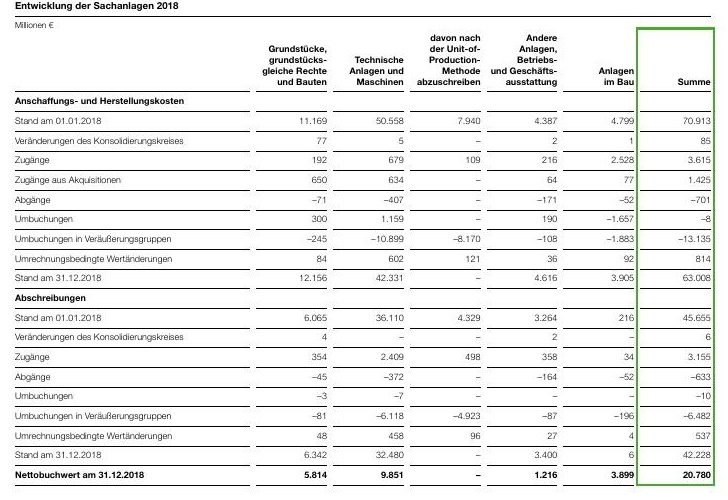 Entwicklung der Sachanlagen 2018
Millionen €
Grundstücke, grundstücks- gleiche Rechte und Bauten | Technische Anlagen und Maschinen | davon nach der Unit-of- Production- Methode abzuschreiben | Andere Anlagen, Betriebs- und Geschäfts- ausstattung | Anlagen im Bau | Summe
Anschaffungs- und Herstellungskosten
Stand am 01.01.2018 11.169 50.558 7.940 4.387 4.799 70.913
Veränderungen des Konsolidierungskreises 77 5 – 2 1 85
Zugänge 192 679 109 216 2.528 3.615
Zugänge aus Akquisitionen 650 634 – 64 77 1.425
Abgänge –71 –407 – –171 –52 –701
Umbuchungen 300 1.159 – 190 –1.657 –8
Umbuchungen in Veräußerungsgruppen –245 –10.899 –8.170 –108 –1.883 –13.135
Umrechnungsbedingte Wertänderungen 84 602 121 36 92 814
Stand am 31.12.2018 12.156 42.331 – 4.616 3.905 63.008
Abschreibungen
Stand am 01.01.2018 6.065 36.110 4.329 3.264 216 45.655
Veränderungen des Konsolidierungskreises 4 – – 2 – 6
Zugänge 354 2.409 498 358 34 3.155
Abgänge –45 –372 – –164 –52 –633
Umbuchungen –3 –7 – – – –10
Umbuchungen in Veräußerungsgruppen –81 –6.118 –4.923 –87 –196 –6.482
Umrechnungsbedingte Wertänderungen 48 458 96 27 4 537
Stand am 31.12.2018 6.342 32.480 – 3.400 6 42.228
Nettobuchwert am 31.12.2018 5.814 9.851 – 1.216 3.899 20.780